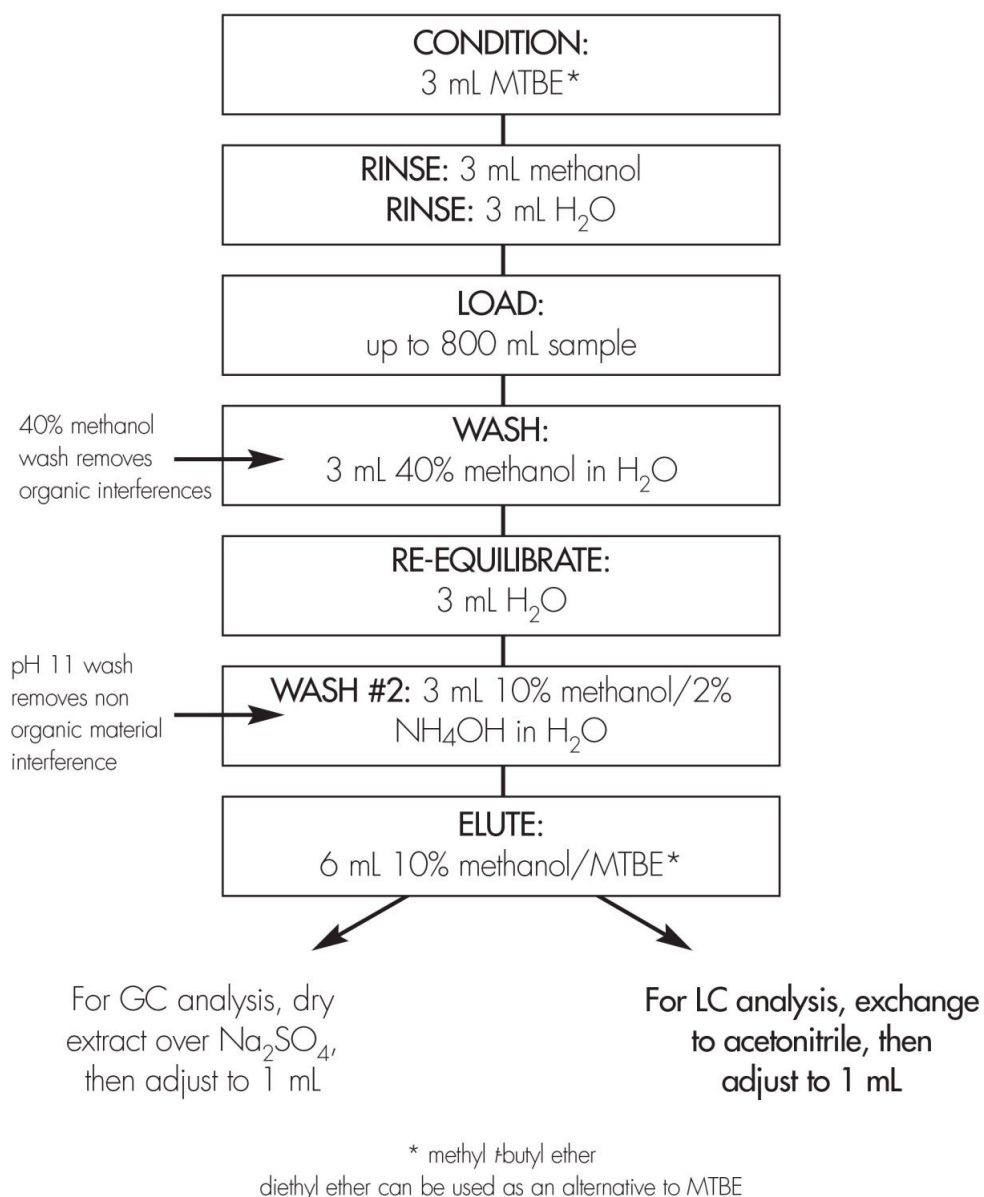 CONDITION:
3 mL MTBE*
RINSE: 3 mL methanol
RINSE: 3 mL H₂O
LOAD:
up to 800 mL sample
40% methanol
wash removes
organic interferences
WASH:
3 mL 40% methanol in H₂O
RE-EQUILIBRATE:
3 mL H₂O
pH 11 wash
removes non
organic material
interference
WASH #2: 3 mL 10% methanol/2%
NH4OH in H₂O
ELUTE:
6 mL 10% methanol/MTBE*
For GC analysis, dry
extract over Na₂SO₄,
then adjust to 1 mL
For LC analysis, exchange
to acetonitrile, then
adjust to 1 mL
* methyl t-butyl ether
diethyl ether can be used as an alternative to MTBE